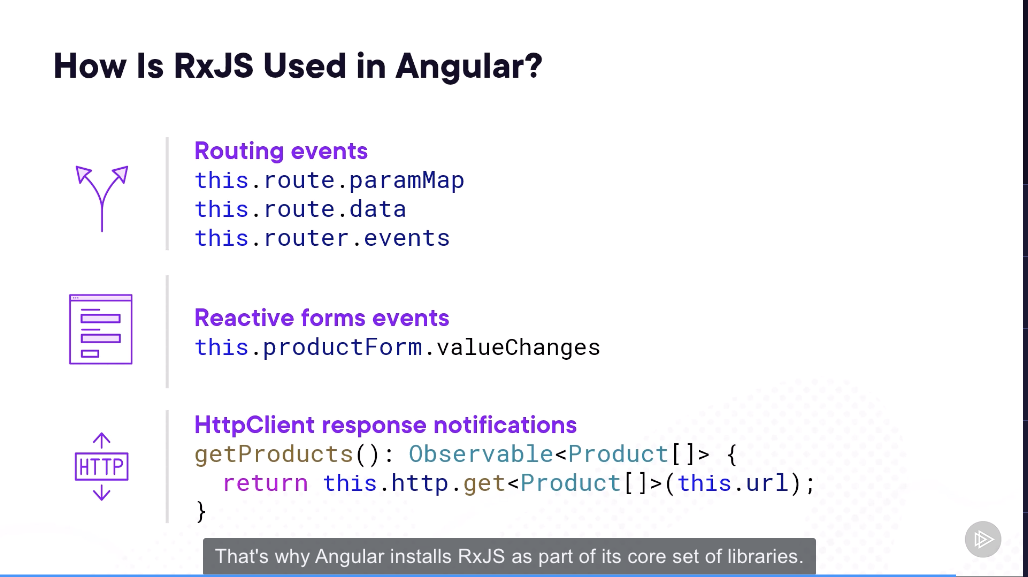 How Is RxJS Used in Angular?
Routing events
this.route.paramMap
this.route.data
this.router.events
Reactive forms events
this.productForm.valueChanges
HTTP
HttpClient response notifications
getProducts(): Observable<Product[]> {
  return this.http.get<Product[]>(this.url);
}
That's why Angular installs RxJS as part of its core set of libraries.